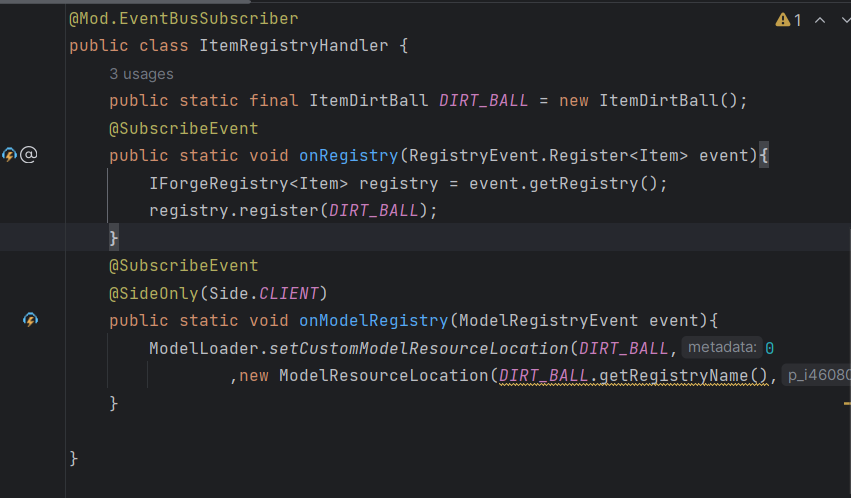 @Mod.EventBusSubscriber
1
public class ItemRegistryHandler {
3 usages
public static final ItemDirtBall DIRT_BALL = new ItemDirtBall();
@SubscribeEvent
@ public static void onRegistry(RegistryEvent.Register<Item> event){
IForgeRegistry<Item> registry = event.getRegistry();
registry.register(DIRT_BALL);
}
@SubscribeEvent
@SideOnly(Side.CLIENT)
public static void onModelRegistry(ModelRegistryEvent event){
ModelLoader.setCustomModelResourceLocation(DIRT_BALL, metadata: 0
,new ModelResourceLocation(DIRT_BALL.getRegistryName(), p_i46080
}
}